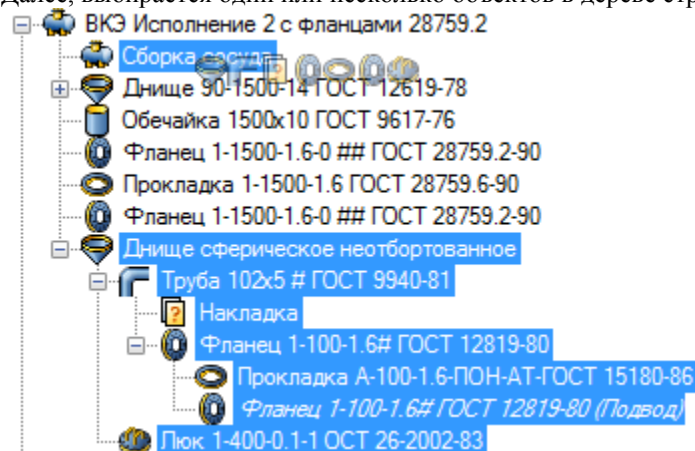 Далее, выбирается один или несколько объектов в дереве стр
ВКЭ Исполнение 2 с фланцами 28759.2
Сборка сосуда
Днище 90-1500-14 ГОСТ 12619-78
Обечайка 1500x10 ГОСТ 9617-76
Фланец 1-1500-1.6-0 ## ГОСТ 28759.2-90
Прокладка 1-1500-1.6 ГОСТ 28759.6-90
Фланец 1-1500-1.6-0 ## ГОСТ 28759.2-90
Днище сферическое неотбортованное
Труба 102x5 # ГОСТ 9940-81
Накладка
Фланец 1-100-1.6# ГОСТ 12819-80
Прокладка А-100-1.6-ПОН-АТ-ГОСТ 15180-86
Фланец 1-100-1.6# ГОСТ 12819-80 (Подвод)
Люк 1-400-0.1-1 ОСТ 26-2002-83